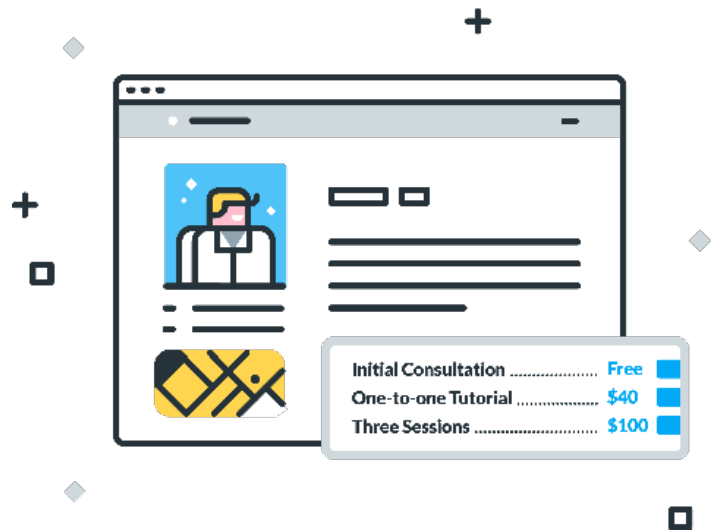 Initial Consultation ........................ Free
One-to-one Tutorial ...................... $40
Three Sessions ................................ $100